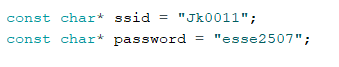 const char* ssid = "Jk0011";
const char* password = "esse2507";